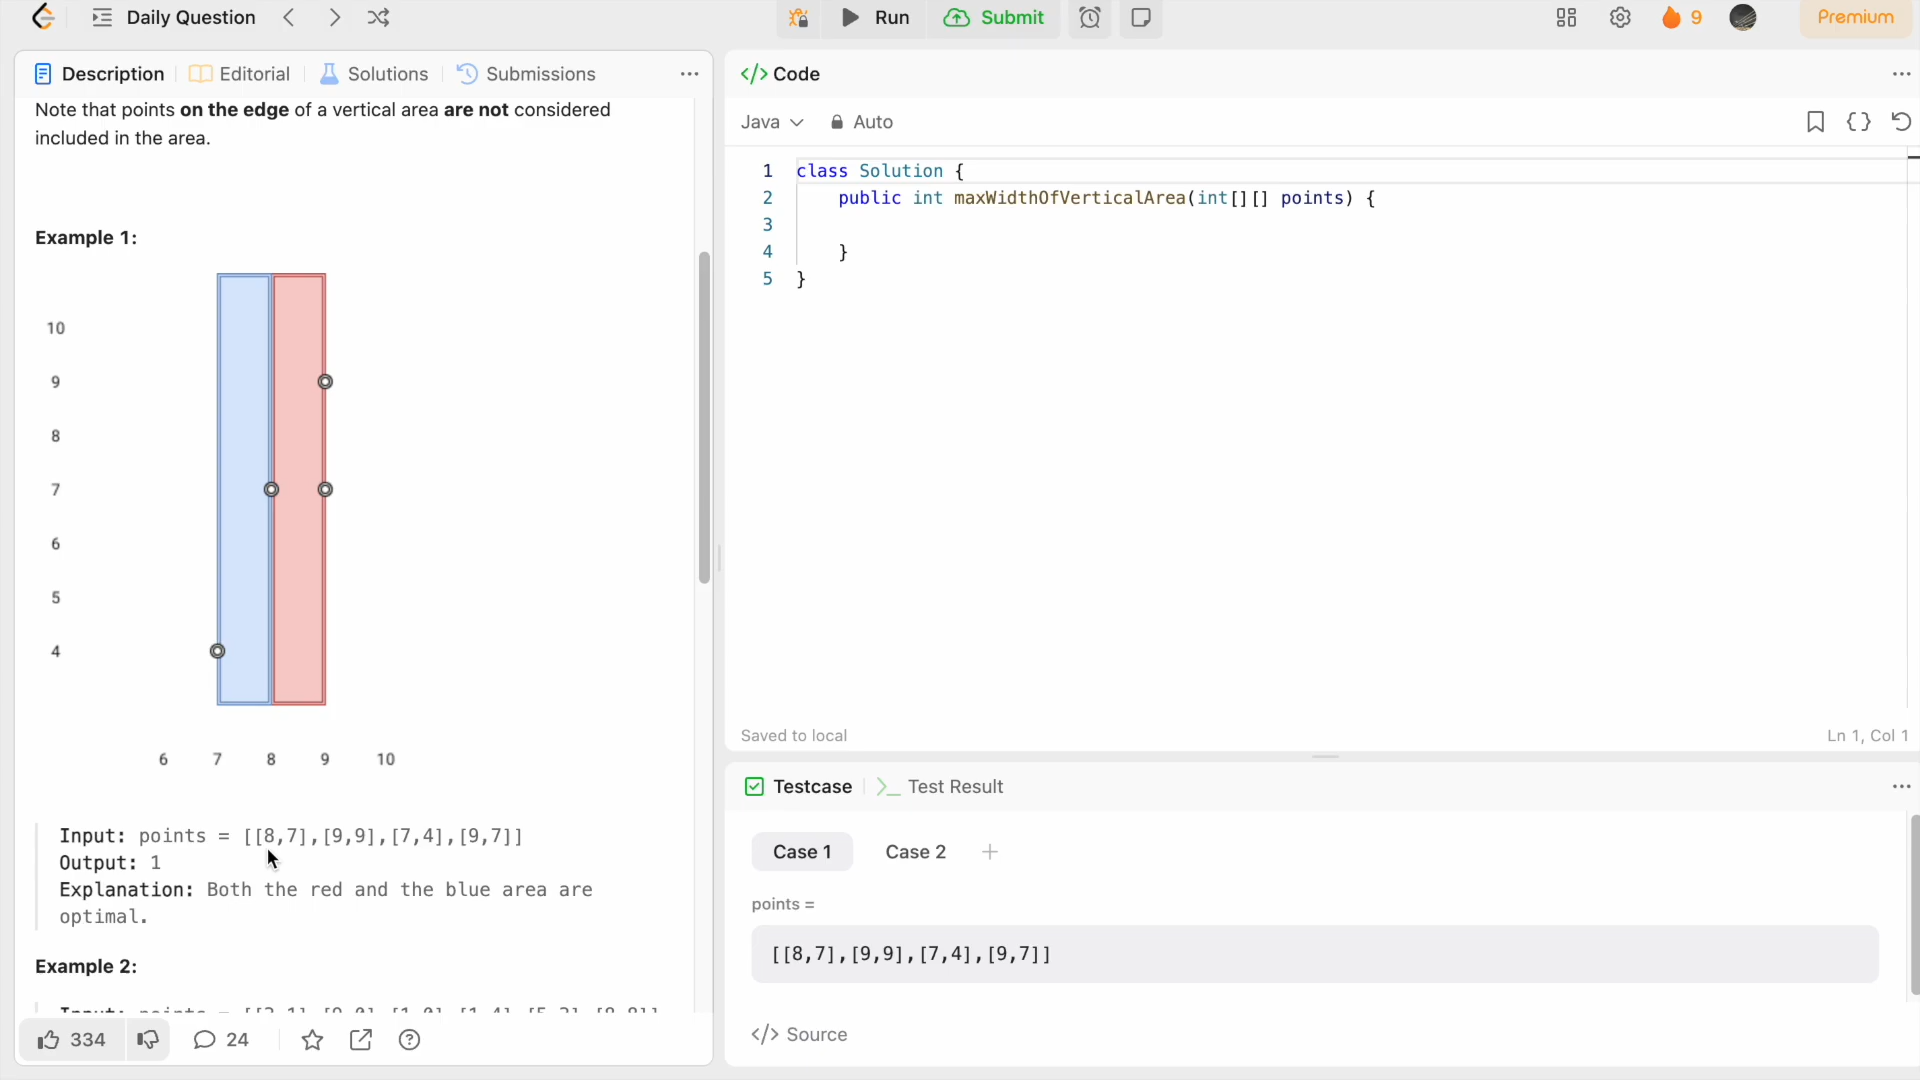 Daily Question
Run
Submit
9
Premium
Description
Editorial
Solutions
Submissions
Note that points on the edge of a vertical area are not considered
included in the area.
Example 1:
10
9
8
7
6
5
4
6 7 8 9 10
Input: points = [[8,7],[9,9],[7,4],[9,7]]
Output: 1
Explanation: Both the red and the blue area are
optimal.
Example 2:
334
24
</> Code
Java
Auto
1 class Solution {
2 public int maxWidthOfVerticalArea(int[][] points) {
3
4 }
5 }
Saved to local
Ln 1, Col 1
Testcase
Test Result
Case 1
Case 2
points =
[[8,7],[9,9],[7,4],[9,7]]
</> Source